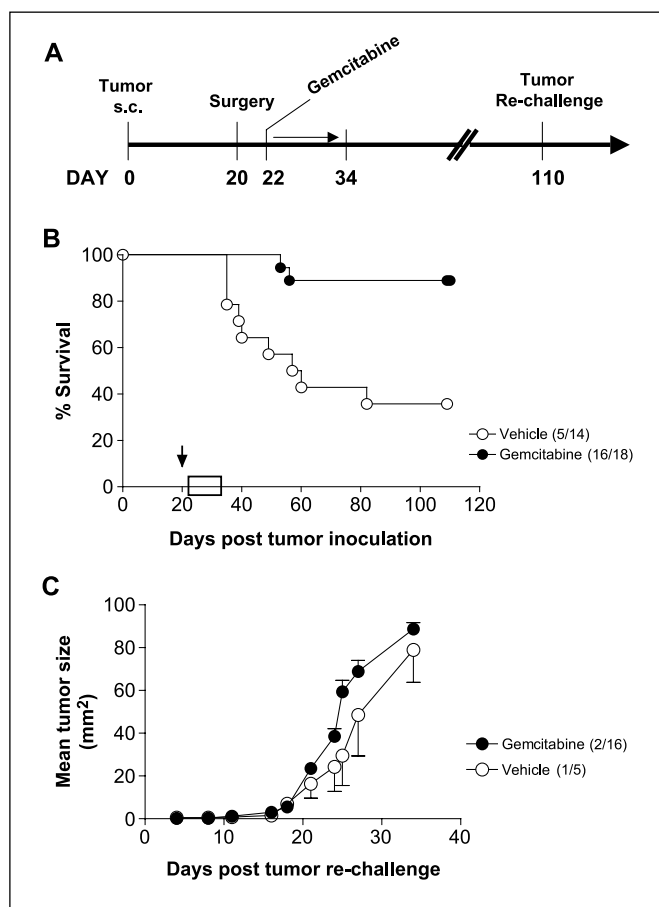 A
Tumor
s.c.
Surgery
Gemcitabine
Tumor
Re-challenge
DAY 0 20 22 34 110
B
100
80
60
40
20
0
% Survival
0 20 40 60 80 100 120
Days post tumor inoculation
Vehicle (5/14)
Gemcitabine (16/18)
C
100
80
60
40
20
0
Mean tumor size
(mm²)
0 10 20 30 40
Days post tumor re-challenge
Gemcitabine (2/16)
Vehicle (1/5)